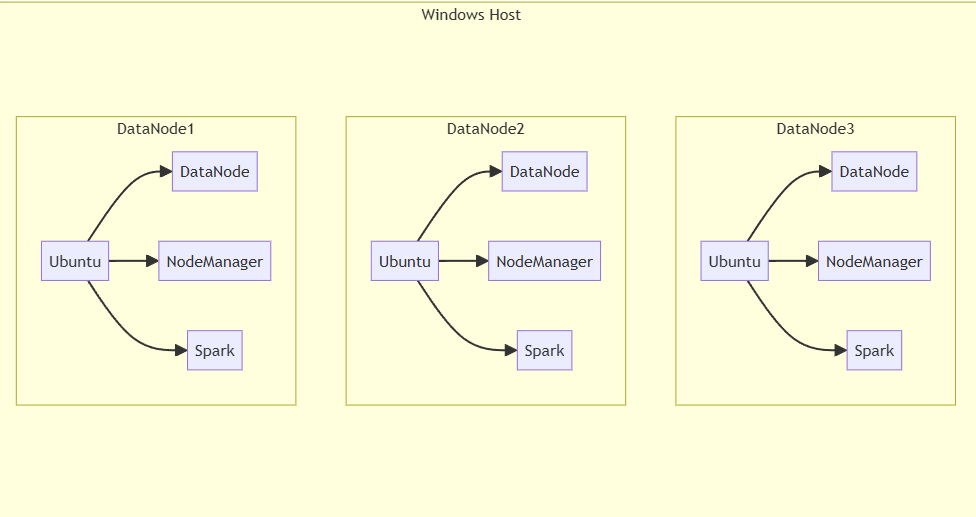 Windows Host
DataNode1
DataNode2
DataNode3
DataNode
DataNode
DataNode
Ubuntu
NodeManager
Ubuntu
NodeManager
Ubuntu
NodeManager
Spark
Spark
Spark